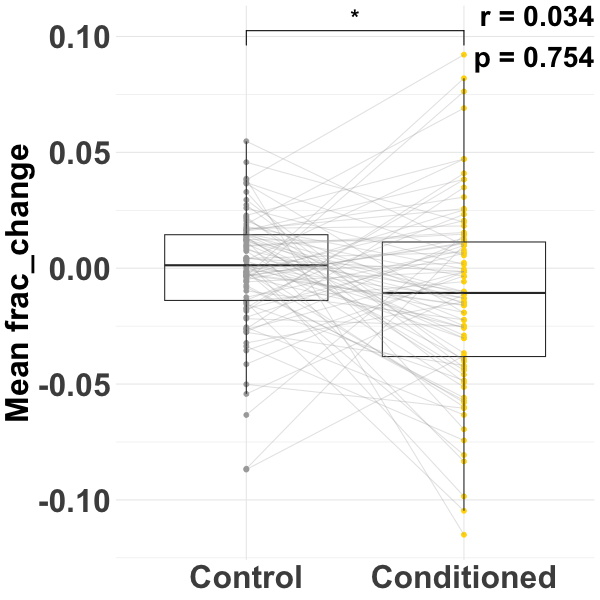 *
r = 0.034
p = 0.754
Mean frac_change
0.10
0.05
0.00
-0.05
-0.10
Control Conditioned